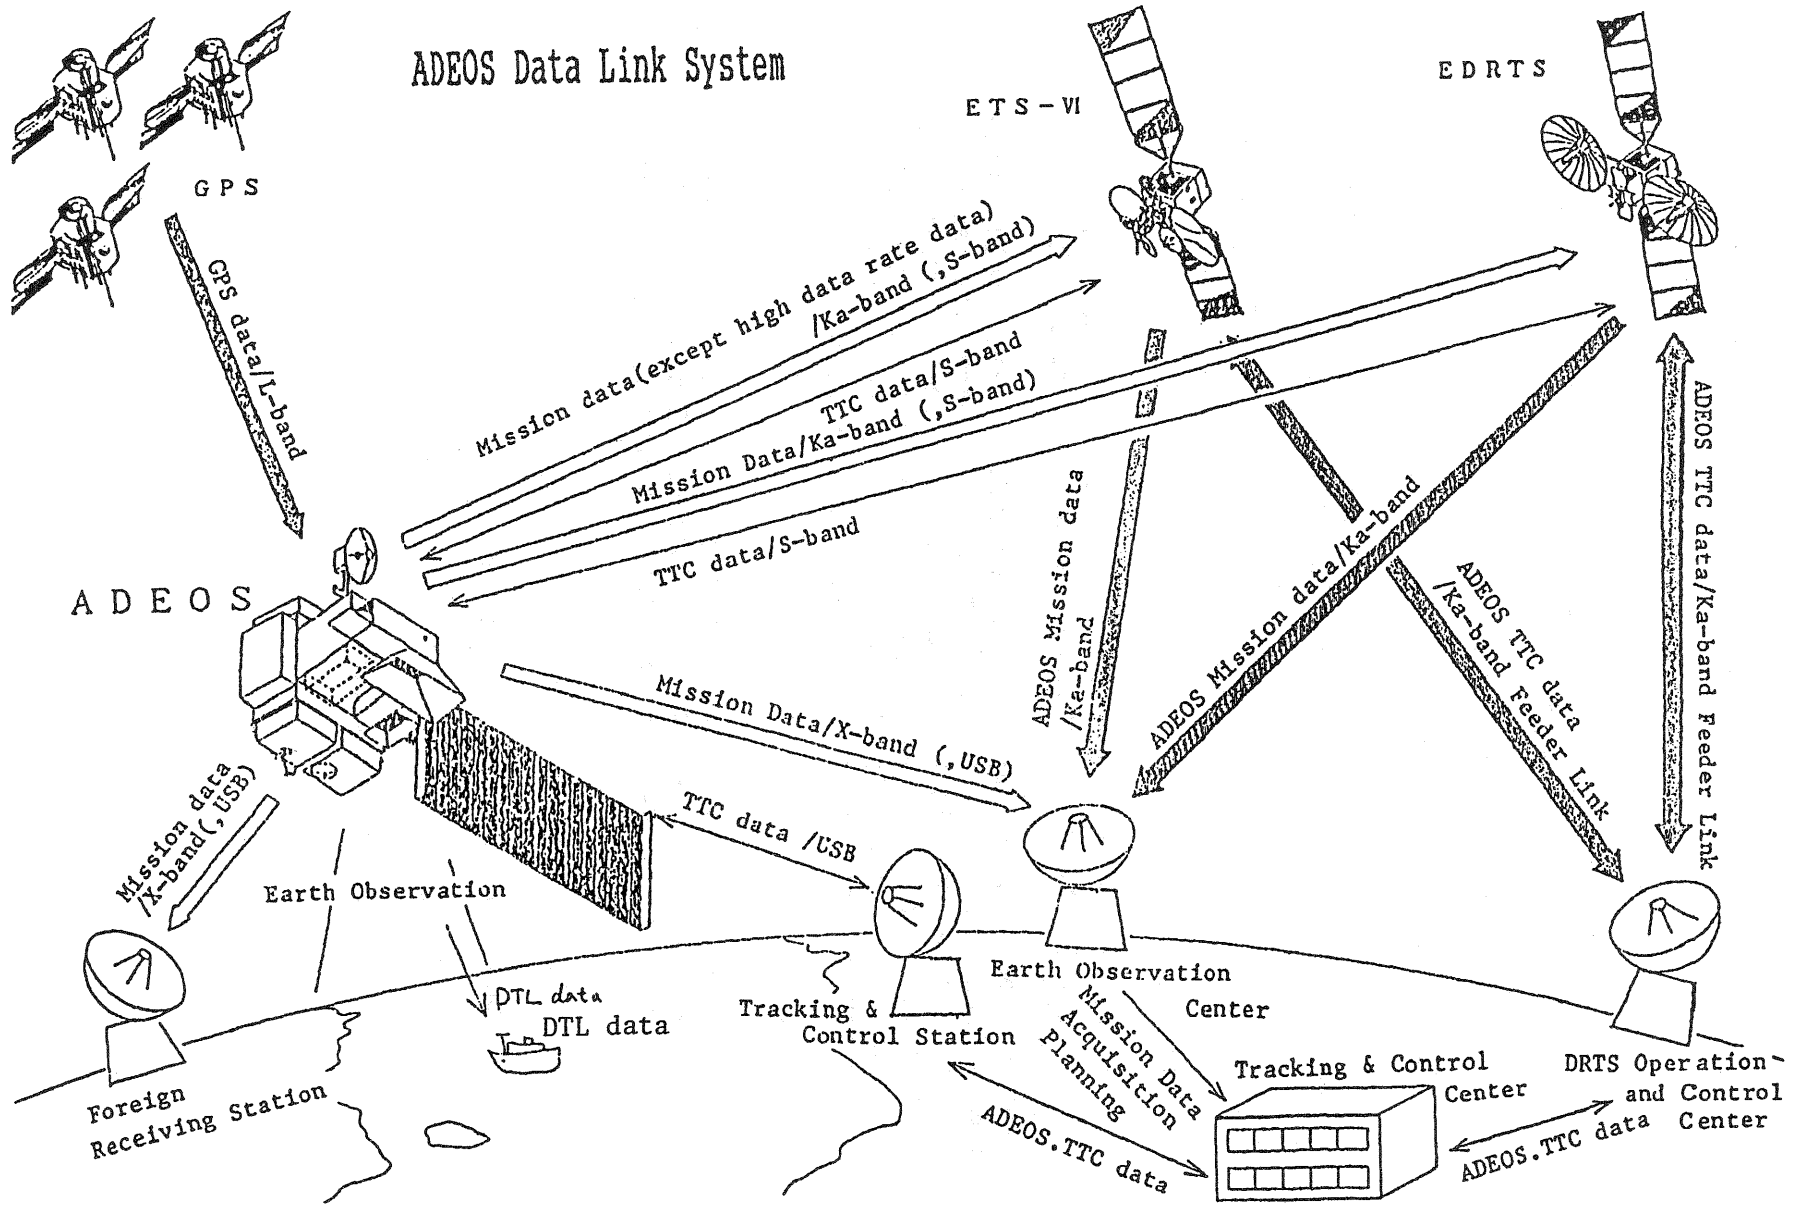 ADEOS Data Link System
EDRTS
ETS-VI
GPS
GPS data/L-band
Mission data(except high data rate data)
/Ka-band (,S-band)
TTC data/S-band
Mission Data/Ka-band (,S-band)
TTC data/S-band
ADEOS Mission data
/Ka-band
ADEOS Mission data/Ka-band
ADEOS TTC data
/Ka-band Feeder Link
ADEOS TTC data/Ka-band Feeder Link
ADEOS
Mission Data/X-band (,USB)
Mission data
/X-band(,USB)
TTC data /USB
Earth Observation
DTL data
DTL data
Foreign
Receiving Station
Tracking &
Control Station
Earth Observation
Center
Mission Data
Acquisition
Planning
Tracking & Control
Center
DRTS Operation
and Control
Center
ADEOS.TTC data
ADEOS.TTC data